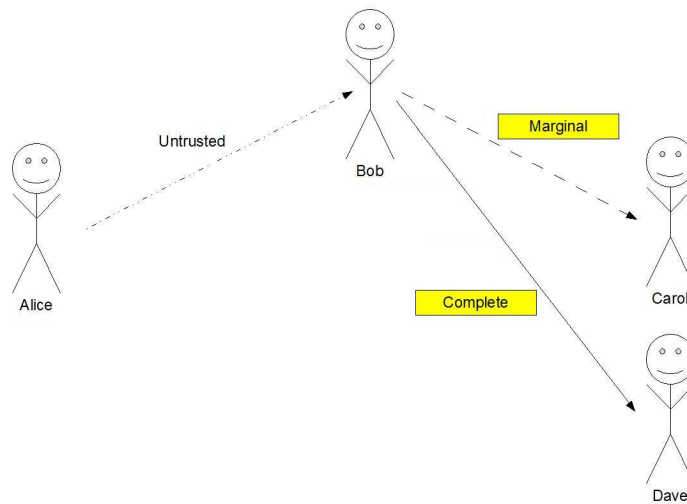 Untrusted
Bob
Marginal
Alice
Complete
Carol
Dave